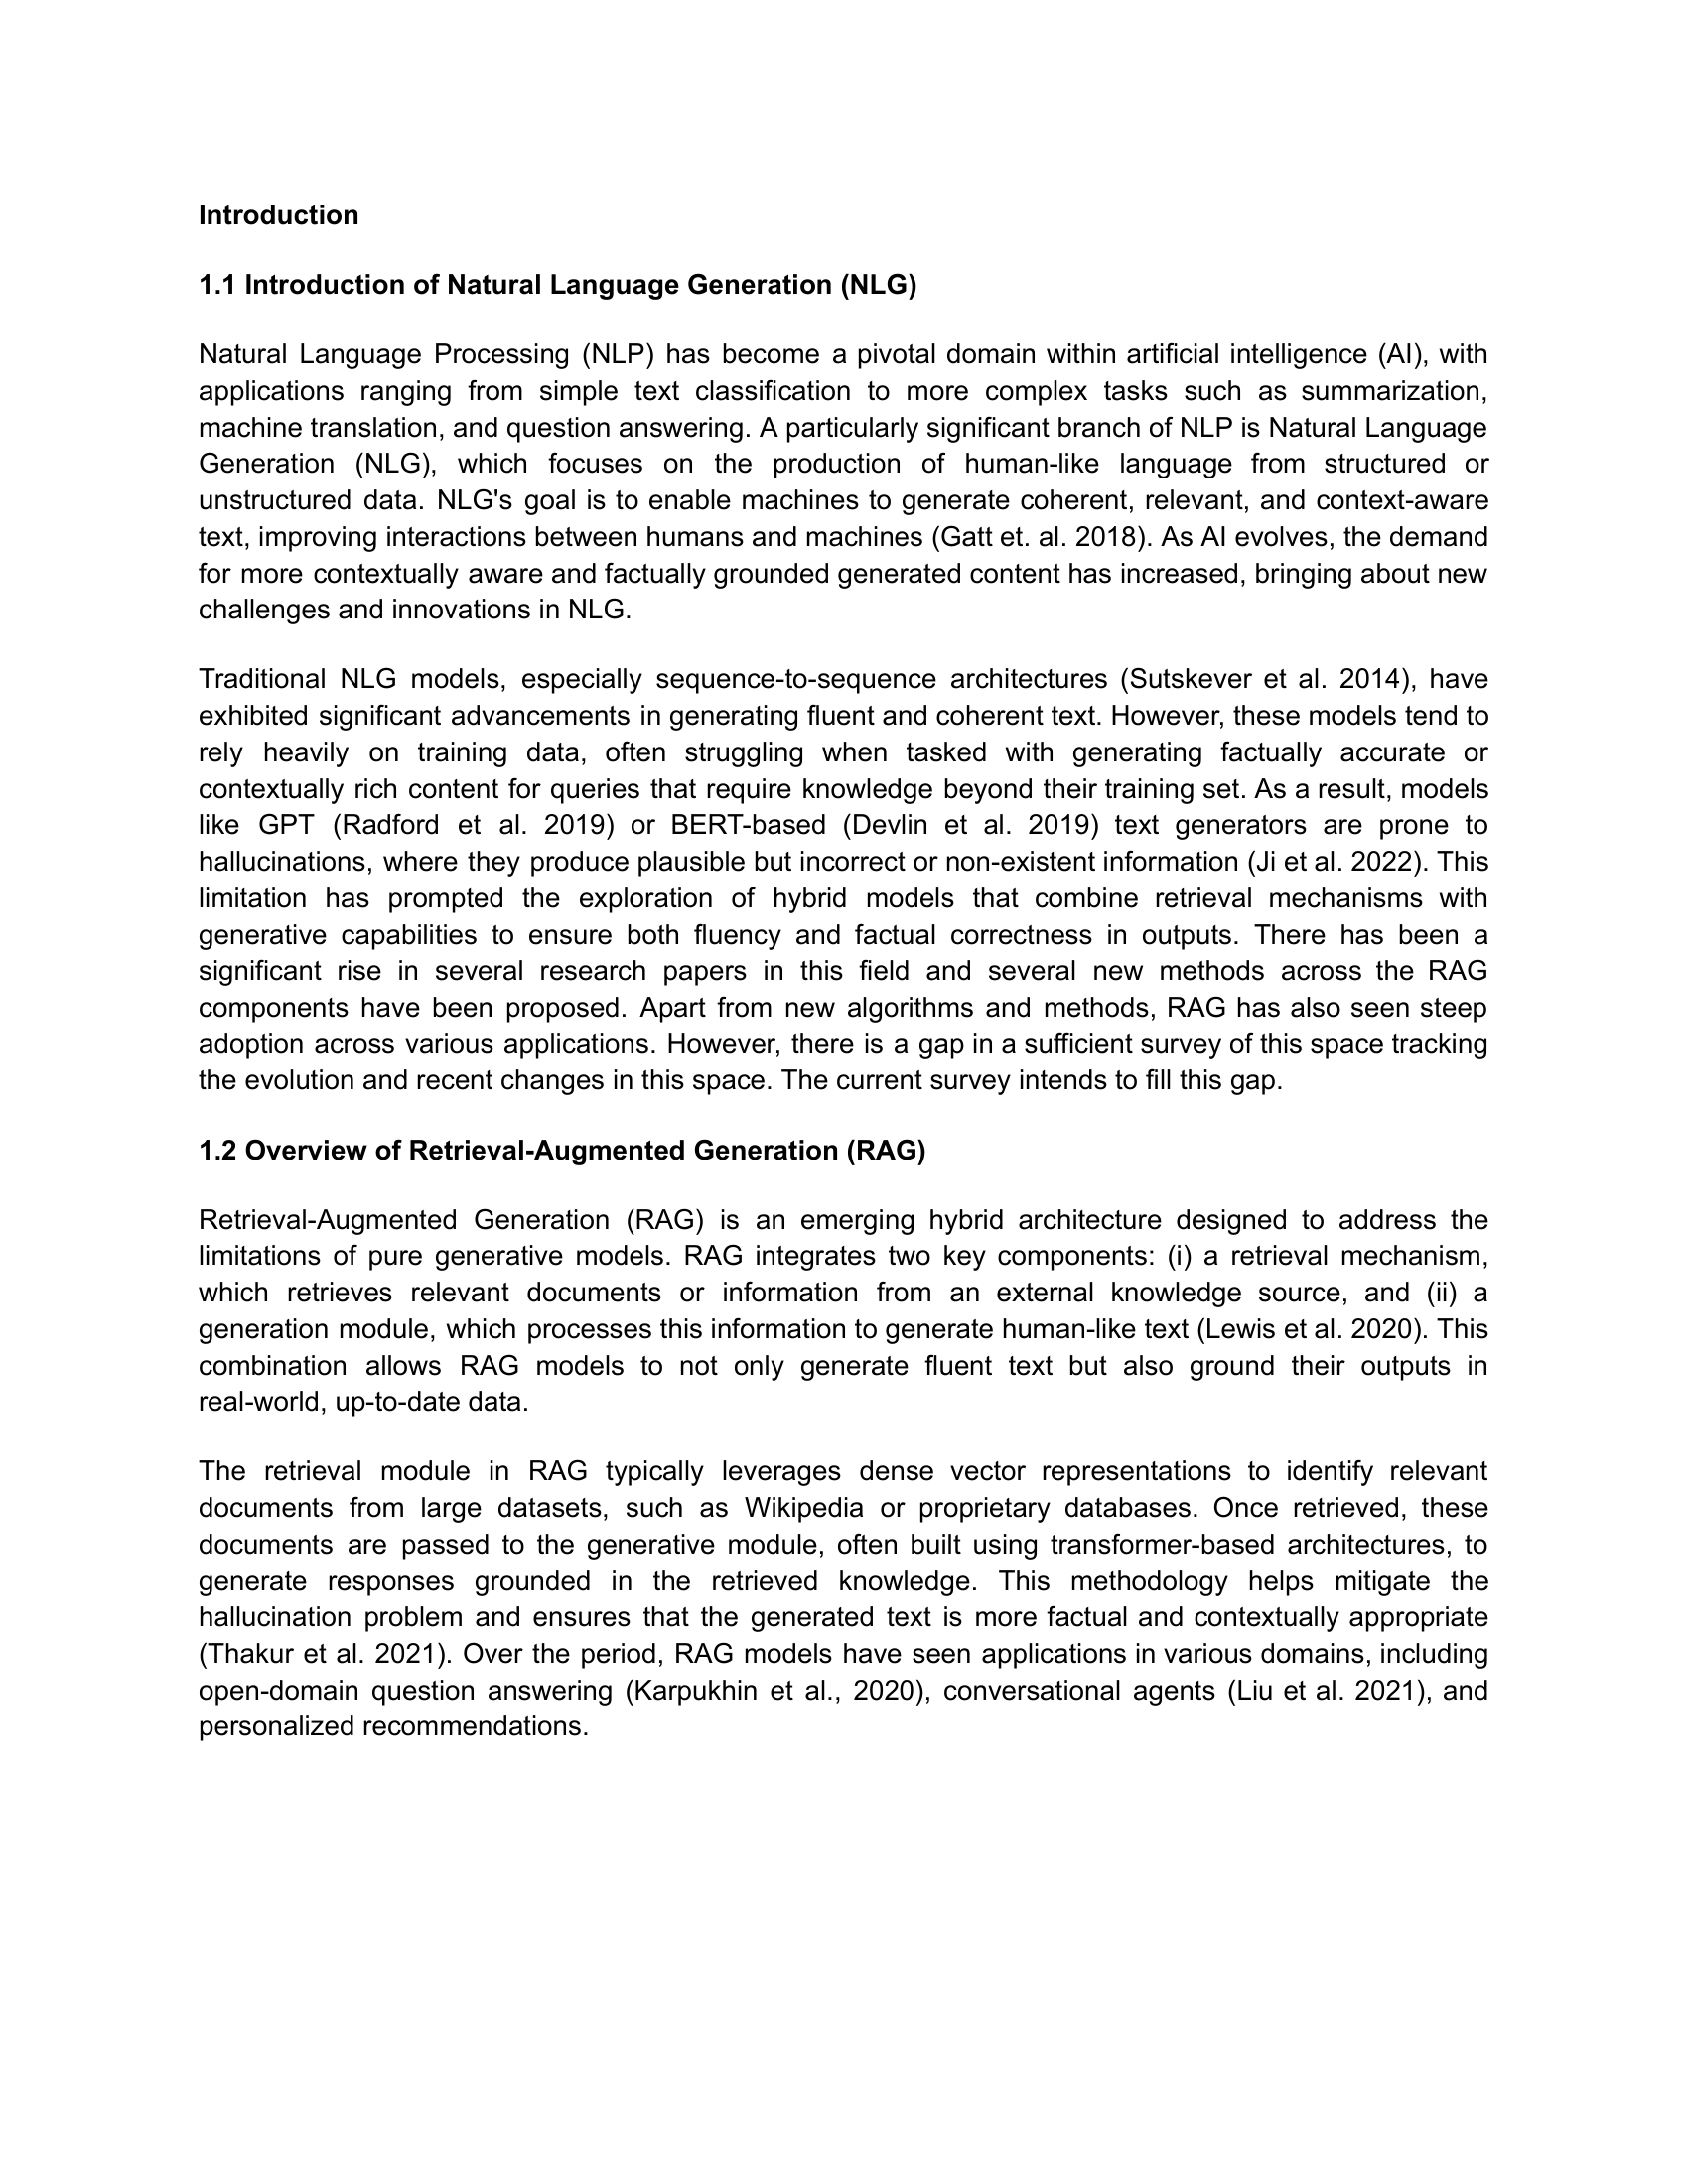 Introduction
1.1 Introduction of Natural Language Generation (NLG)
Natural Language Processing (NLP) has become a pivotal domain within artificial intelligence (AI), with
applications ranging from simple text classification to more complex tasks such as summarization,
machine translation, and question answering. A particularly significant branch of NLP is Natural Language
Generation (NLG), which focuses on the production of human-like language from structured or
unstructured data. NLG's goal is to enable machines to generate coherent, relevant, and context-aware
text, improving interactions between humans and machines (Gatt et. al. 2018). As AI evolves, the demand
for more contextually aware and factually grounded generated content has increased, bringing about new
challenges and innovations in NLG.
Traditional NLG models, especially sequence-to-sequence architectures (Sutskever et al. 2014), have
exhibited significant advancements in generating fluent and coherent text. However, these models tend to
rely heavily on training data, often struggling when tasked with generating factually accurate or
contextually rich content for queries that require knowledge beyond their training set. As a result, models
like GPT (Radford et al. 2019) or BERT-based (Devlin et al. 2019) text generators are prone to
hallucinations, where they produce plausible but incorrect or non-existent information (Ji et al. 2022). This
limitation has prompted the exploration of hybrid models that combine retrieval mechanisms with
generative capabilities to ensure both fluency and factual correctness in outputs. There has been a
significant rise in several research papers in this field and several new methods across the RAG
components have been proposed. Apart from new algorithms and methods, RAG has also seen steep
adoption across various applications. However, there is a gap in a sufficient survey of this space tracking
the evolution and recent changes in this space. The current survey intends to fill this gap.
1.2 Overview of Retrieval-Augmented Generation (RAG)
Retrieval-Augmented Generation (RAG) is an emerging hybrid architecture designed to address the
limitations of pure generative models. RAG integrates two key components: (i) a retrieval mechanism,
which retrieves relevant documents or information from an external knowledge source, and (ii) a
generation module, which processes this information to generate human-like text (Lewis et al. 2020). This
combination allows RAG models to not only generate fluent text but also ground their outputs in
real-world, up-to-date data.
The retrieval module in RAG typically leverages dense vector representations to identify relevant
documents from large datasets, such as Wikipedia or proprietary databases. Once retrieved, these
documents are passed to the generative module, often built using transformer-based architectures, to
generate responses grounded in the retrieved knowledge. This methodology helps mitigate the
hallucination problem and ensures that the generated text is more factual and contextually appropriate
(Thakur et al. 2021). Over the period, RAG models have seen applications in various domains, including
open-domain question answering (Karpukhin et al., 2020), conversational agents (Liu et al. 2021), and
personalized recommendations.